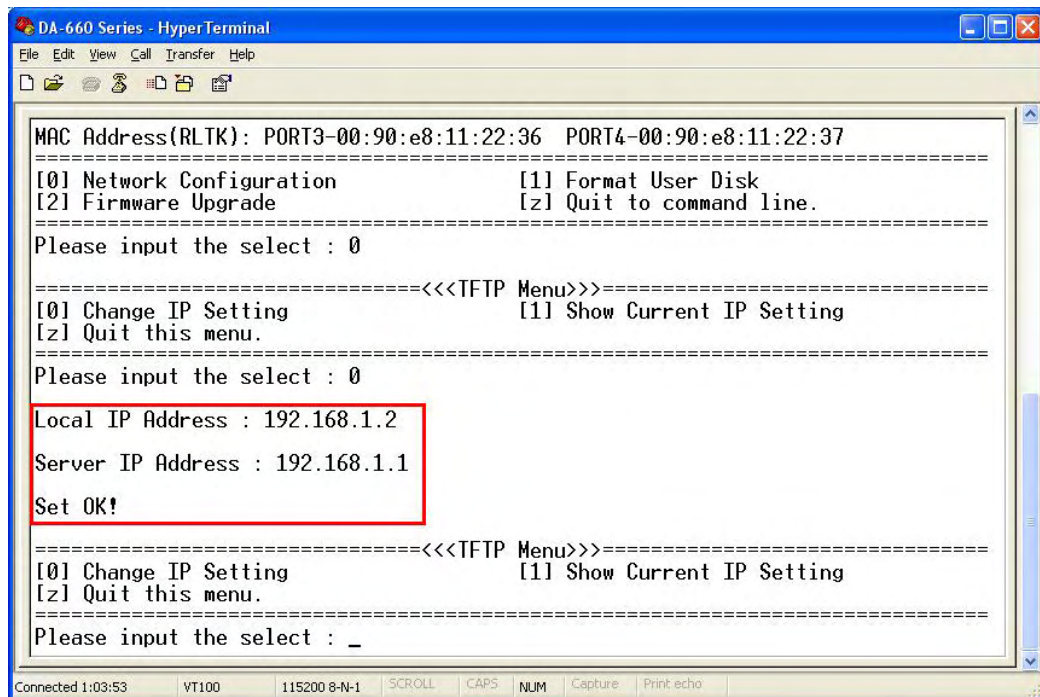 DA-660 Series - HyperTerminal
File Edit View Call Transfer Help
MAC Address(RLTK): PORT3-00:90:e8:11:22:36 PORT4-00:90:e8:11:22:37
================================================================================
[0] Network Configuration [1] Format User Disk
[2] Firmware Upgrade [z] Quit to command line.
================================================================================
Please input the select : 0
================================<<<TFTP Menu>>>================================
[0] Change IP Setting [1] Show Current IP Setting
[z] Quit this menu.
================================================================================
Please input the select : 0
Local IP Address : 192.168.1.2
Server IP Address : 192.168.1.1
Set OK!
================================<<<TFTP Menu>>>================================
[0] Change IP Setting [1] Show Current IP Setting
[z] Quit this menu.
================================================================================
Please input the select : _
Connected 1:03:53 VT100 115200 8-N-1 SCROLL CAPS NUM Capture Print echo